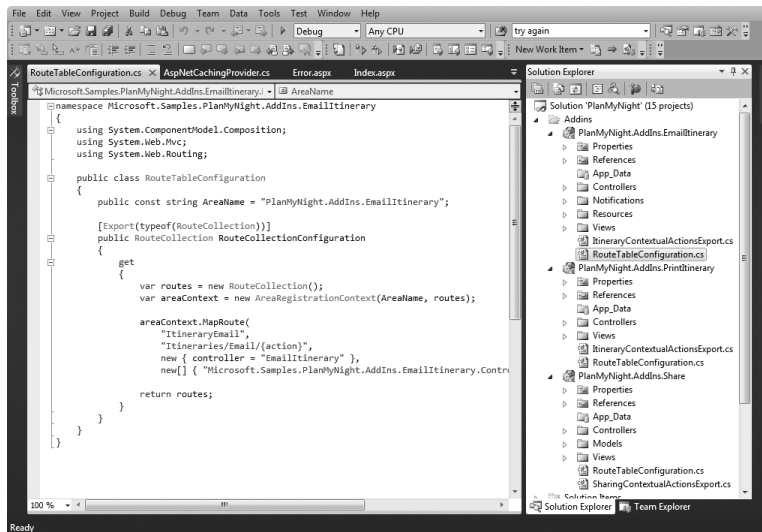 File Edit View Project Build Debug Team Data Tools Test Window Help
Debug Any CPU try again
New Work Item
Toolbox
RouteTableConfiguration.cs AspNetCachingProvider.cs Error.aspx Index.aspx
Microsoft.Samples.PlanMyNight.AddIns.EmailItinerary. AreaName
namespace Microsoft.Samples.PlanMyNight.AddIns.EmailItinerary
{
using System.ComponentModel.Composition;
using System.Web.Mvc;
using System.Web.Routing;
public class RouteTableConfiguration
{
public const string AreaName = "PlanMyNight.AddIns.EmailItinerary";
[Export(typeof(RouteCollection))]
public RouteCollection RouteCollectionConfiguration
{
get
{
var routes = new RouteCollection();
var areaContext = new AreaRegistrationContext(AreaName, routes);
areaContext.MapRoute(
"ItineraryEmail",
"Itineraries/Email/{action}",
new { controller = "EmailItinerary" },
new[] { "Microsoft.Samples.PlanMyNight.AddIns.EmailItinerary.Contr
return routes;
}
}
}
}
100 %
Solution Explorer
Solution 'PlanMyNight' (15 projects)
Addins
PlanMyNight.AddIns.EmailItinerary
Properties
References
App_Data
Controllers
Notifications
Resources
Views
ItineraryContextualActionsExport.cs
RouteTableConfiguration.cs
PlanMyNight.AddIns.PrintItinerary
Properties
References
App_Data
Controllers
Views
ItineraryContextualActionsExport.cs
RouteTableConfiguration.cs
PlanMyNight.AddIns.Share
Properties
References
App_Data
Controllers
Models
Views
RouteTableConfiguration.cs
SharingContextualActionsExport.cs
Solution Items
Solution Explorer Team Explorer
Ready